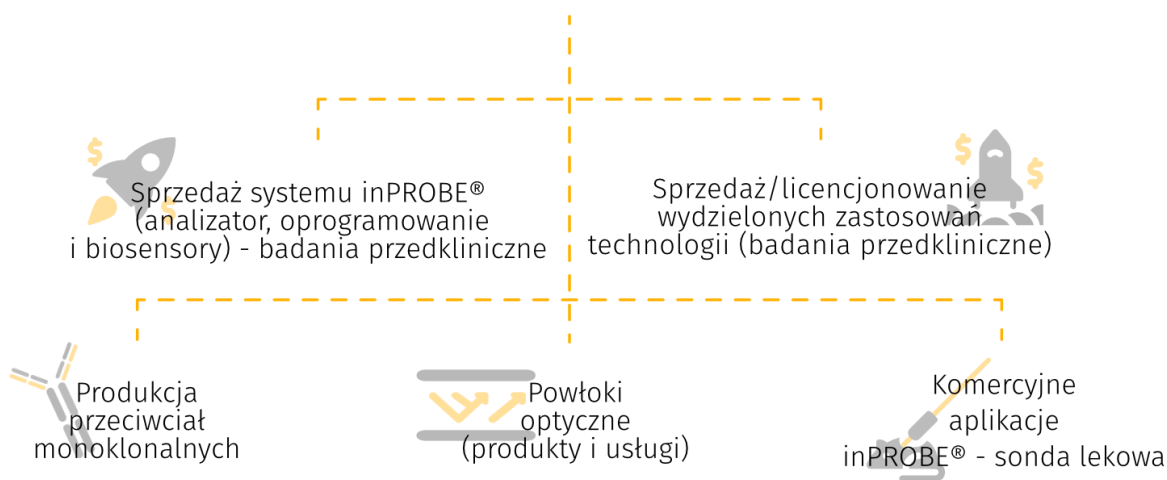 Sprzedaż systemu inPROBE®
(analizator, oprogramowanie
i biosensory) - badania przedkliniczne
Sprzedaż/licencjonowanie
wydzielonych zastosowań
technologii (badania przedkliniczne)
Produkcja
przeciwciał
monoklonalnych
Powłoki
optyczne
(produkty i usługi)
Komercyjne
aplikacje
inPROBE® - sonda lekowa